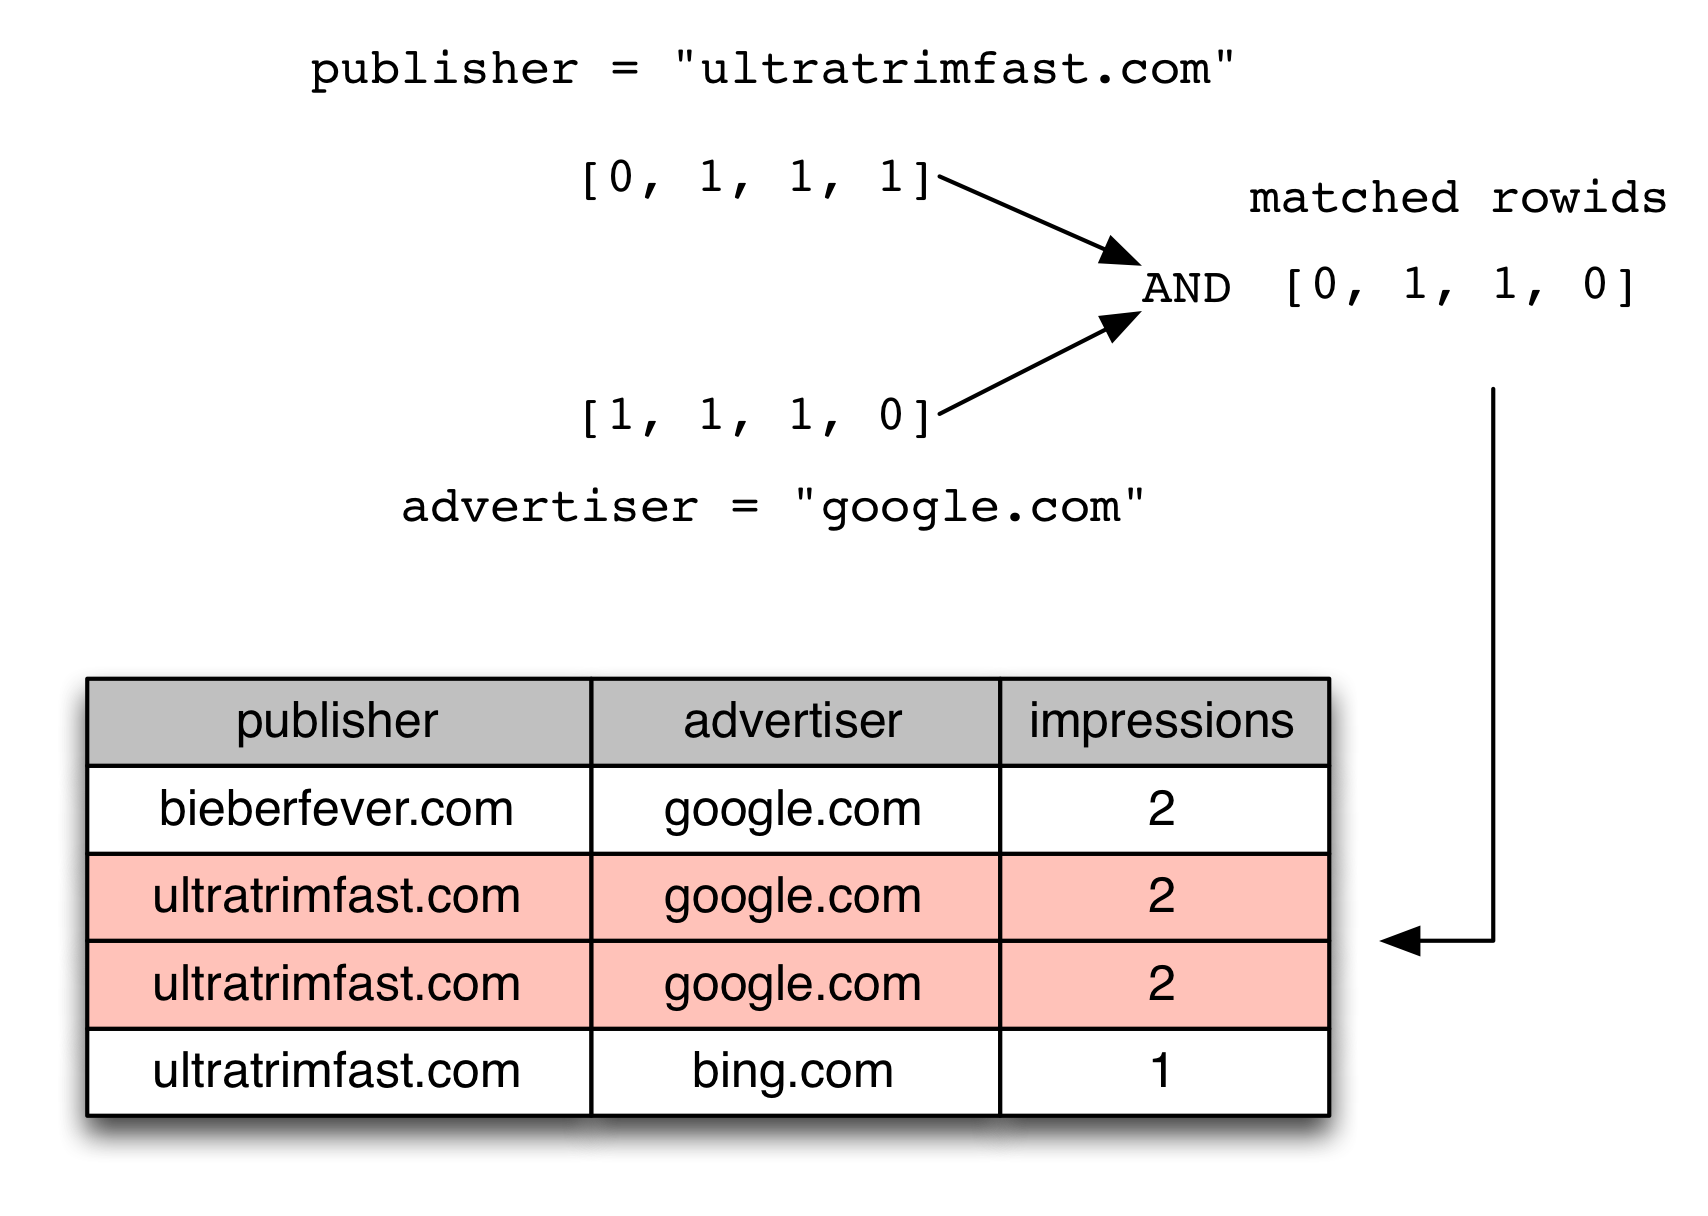 publisher = "ultratrimfast.com"
[0, 1, 1, 1]
matched rowids
AND [0, 1, 1, 0]
[1, 1, 1, 0]
advertiser = "google.com"
publisher advertiser impressions
bieberfever.com google.com 2
ultratrimfast.com google.com 2
ultratrimfast.com google.com 2
ultratrimfast.com bing.com 1